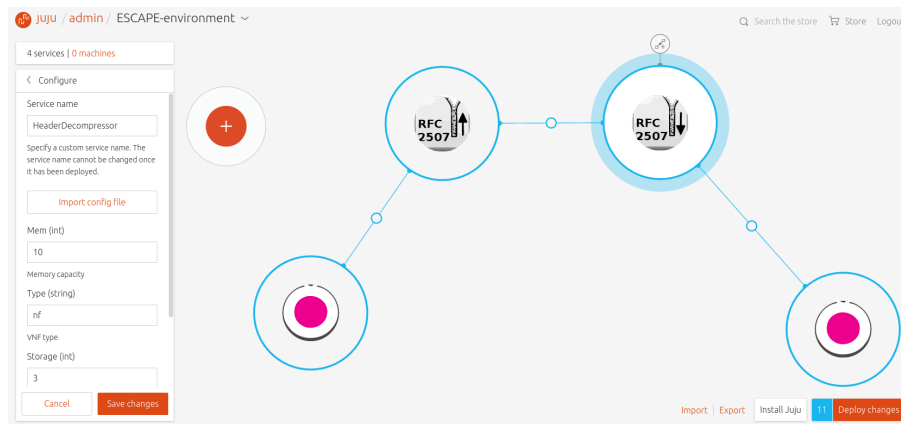 juju / admin / ESCAPE-environment
Search the store
Store
Logou
4 services | 0 machines
Configure
Service name
HeaderDecompressor
Specify a custom service name. The
service name cannot be changed once
it has been deployed.
Import config file
Mem (int)
10
Memory capacity
Type (string)
nf
VNF type
Storage (int)
3
Cancel
Save changes
RFC
2507
RFC
2507
Import | Export
Install Juju
11
Deploy changes